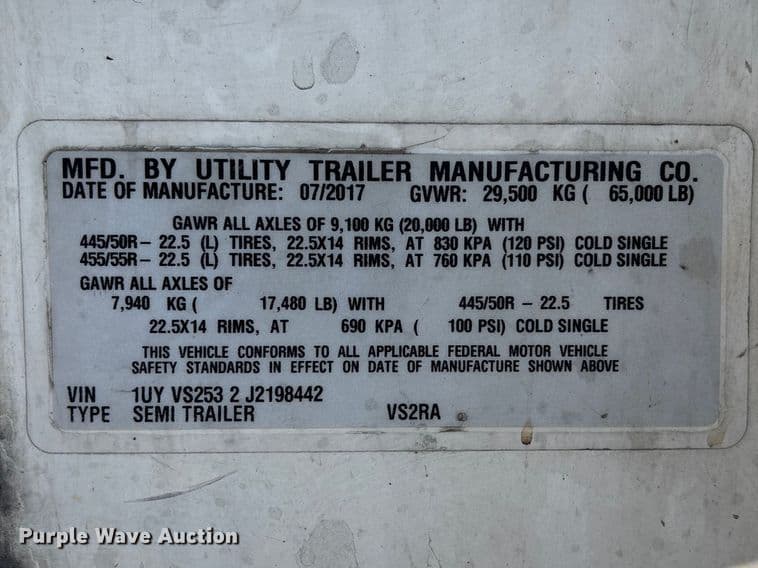 MFD. BY UTILITY TRAILER MANUFACTURING CO.
DATE OF MANUFACTURE: 07/2017 GVWR: 29,500 KG ( 65,000 LB)
GAWR ALL AXLES OF 9,100 KG (20,000 LB) WITH
445/50R – 22.5 (L) TIRES, 22.5X14 RIMS, AT 830 KPA (120 PSI) COLD SINGLE
455/55R – 22.5 (L) TIRES, 22.5X14 RIMS, AT 760 KPA (110 PSI) COLD SINGLE
GAWR ALL AXLES OF
7,940 KG ( 17,480 LB) WITH 445/50R – 22.5 TIRES
22.5X14 RIMS, AT 690 KPA ( 100 PSI) COLD SINGLE
THIS VEHICLE CONFORMS TO ALL APPLICABLE FEDERAL MOTOR VEHICLE
SAFETY STANDARDS IN EFFECT ON DATE OF MANUFACTURE SHOWN ABOVE
VIN 1UY VS253 2 J2198442
TYPE SEMI TRAILER VS2RA
Purple Wave Auction